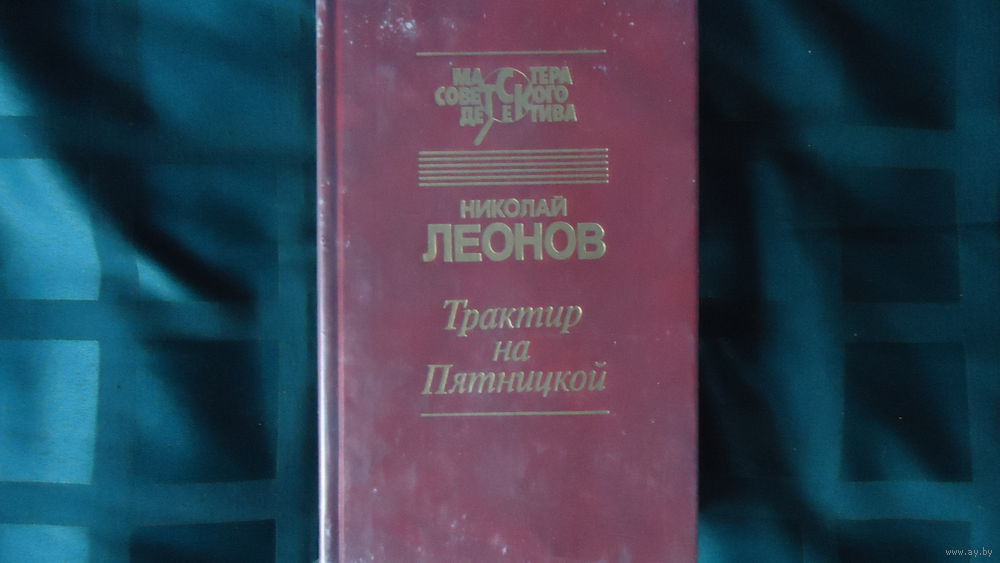 МАСТЕРА
СОВЕТСКОГО
ДЕТЕКТИВА
НИКОЛАЙ
ЛЕОНОВ
Трактир
на
Пятницкой
www.ay.by